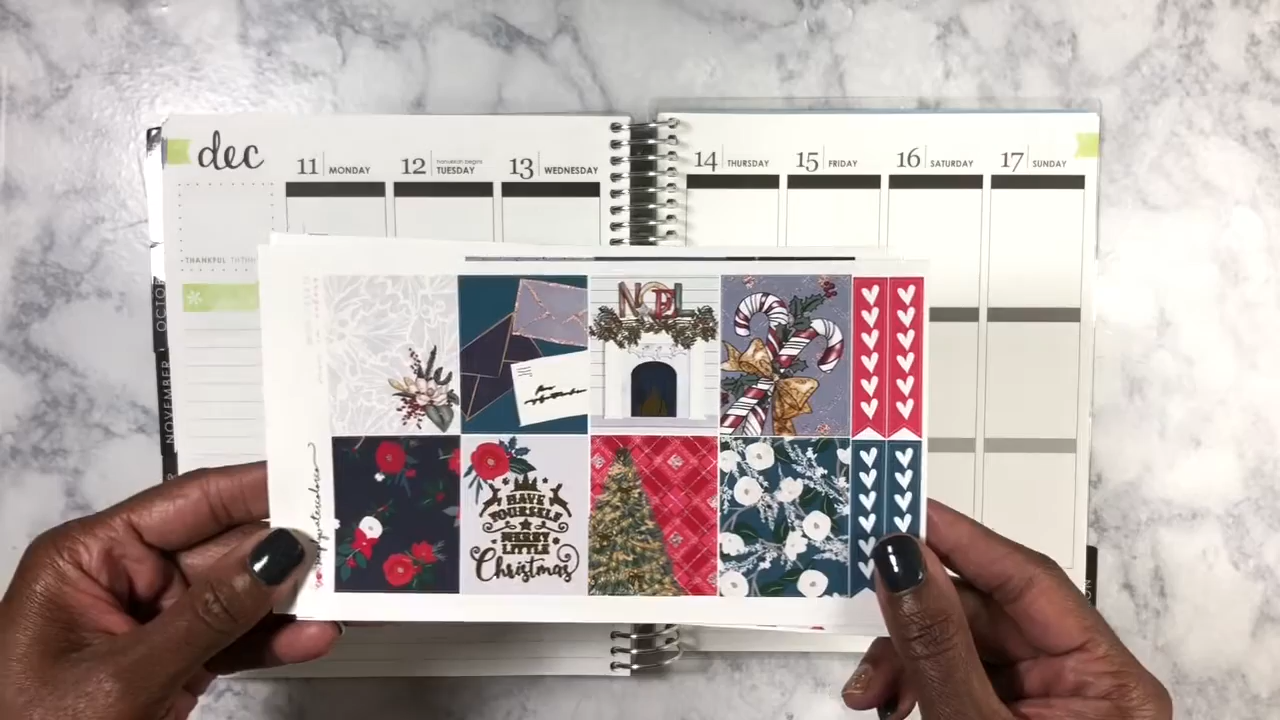 dec
11 MONDAY
12 hanukkah begins TUESDAY
13 WEDNESDAY
14 THURSDAY
15 FRIDAY
16 SATURDAY
17 SUNDAY
THANKFUL
NOVEMBER
NOEL
HAVE
YOURSELF
A MERRY
LITTLE
Christmas